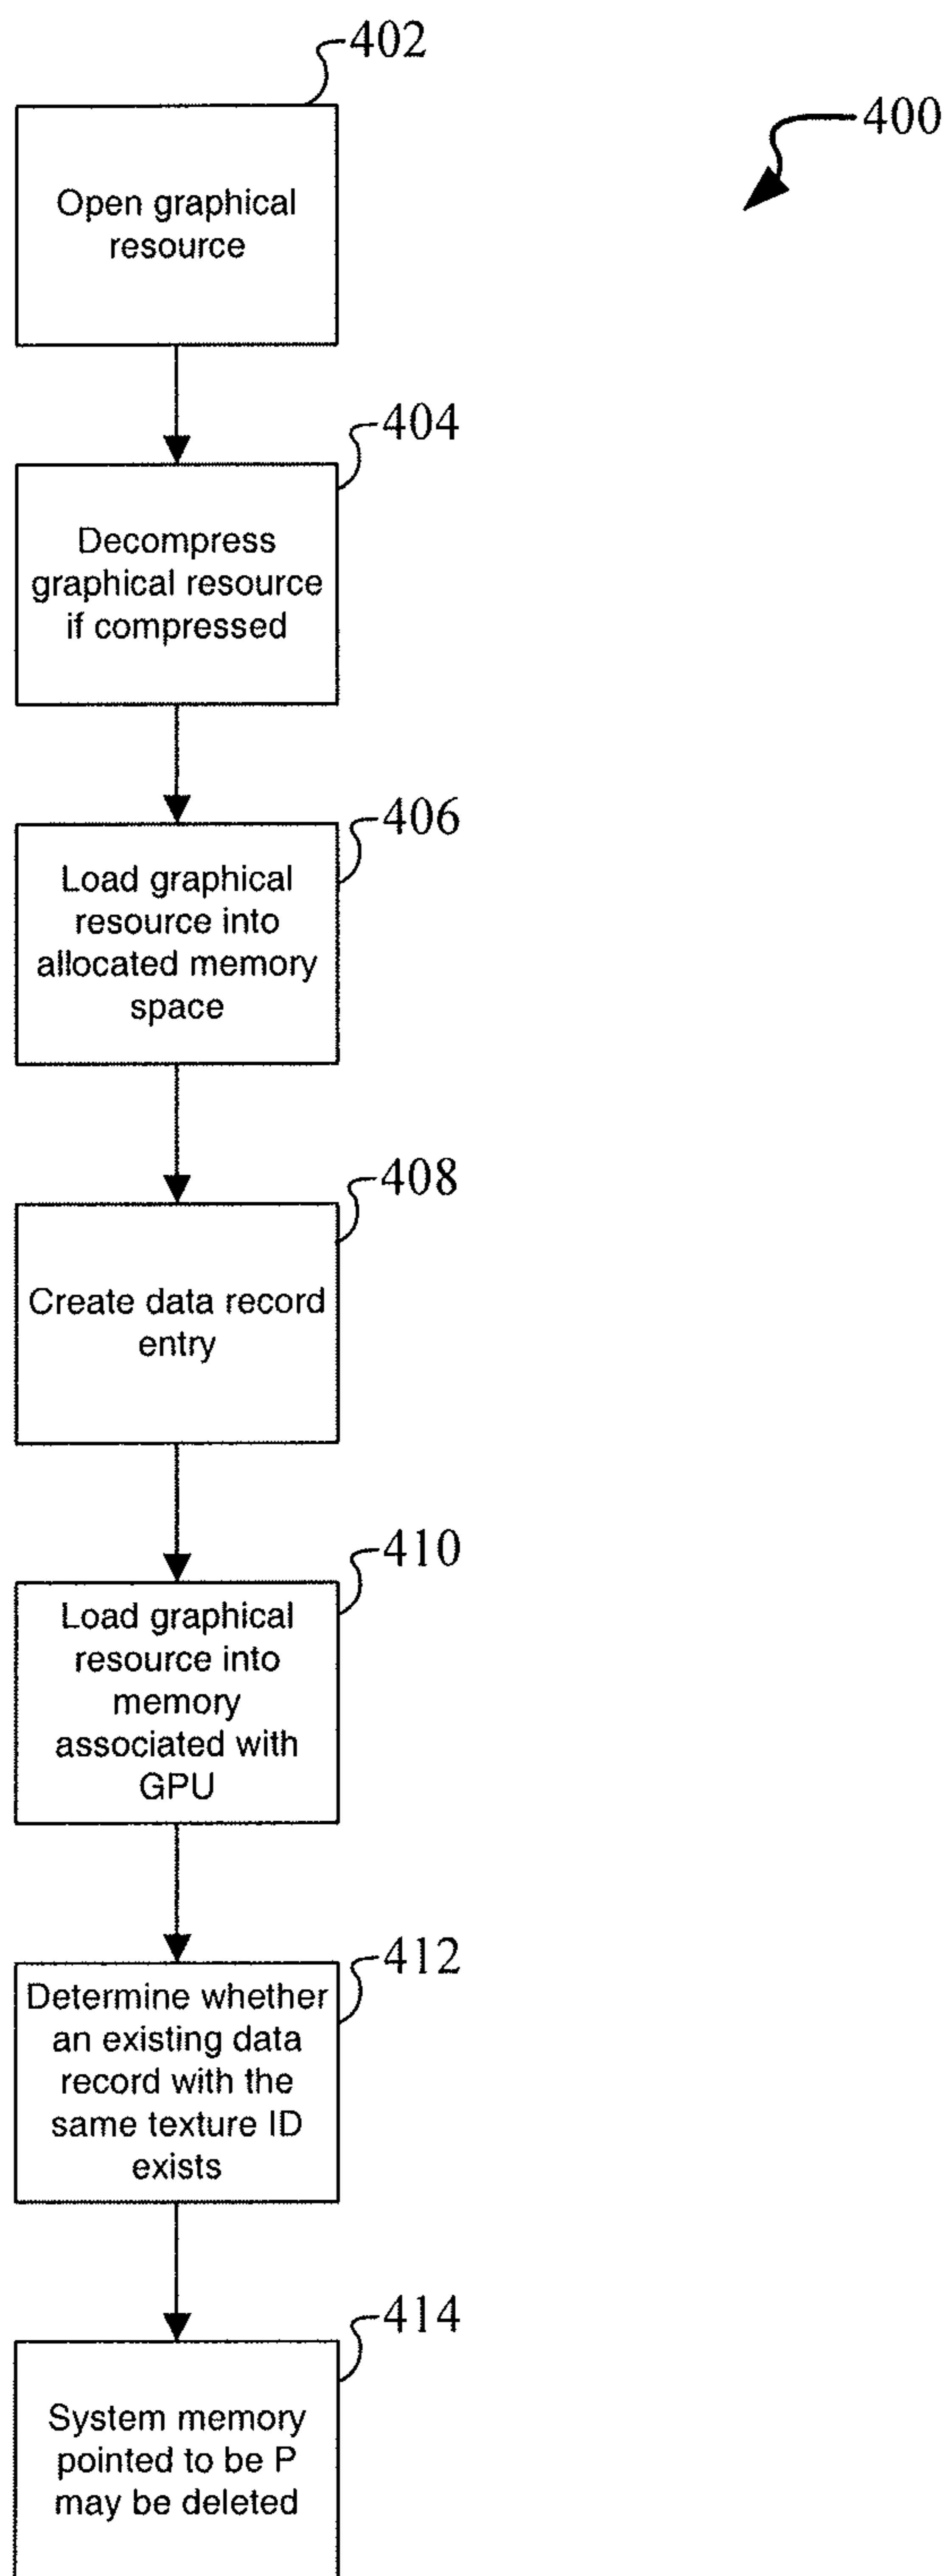 402
400
Open graphical
resource
404
Decompress
graphical resource
if compressed
406
Load graphical
resource into
allocated memory
space
408
Create data record
entry
410
Load graphical
resource into
memory
associated with
GPU
412
Determine whether
an existing data
record with the
same texture ID
exists
414
System memory
pointed to be P
may be deleted